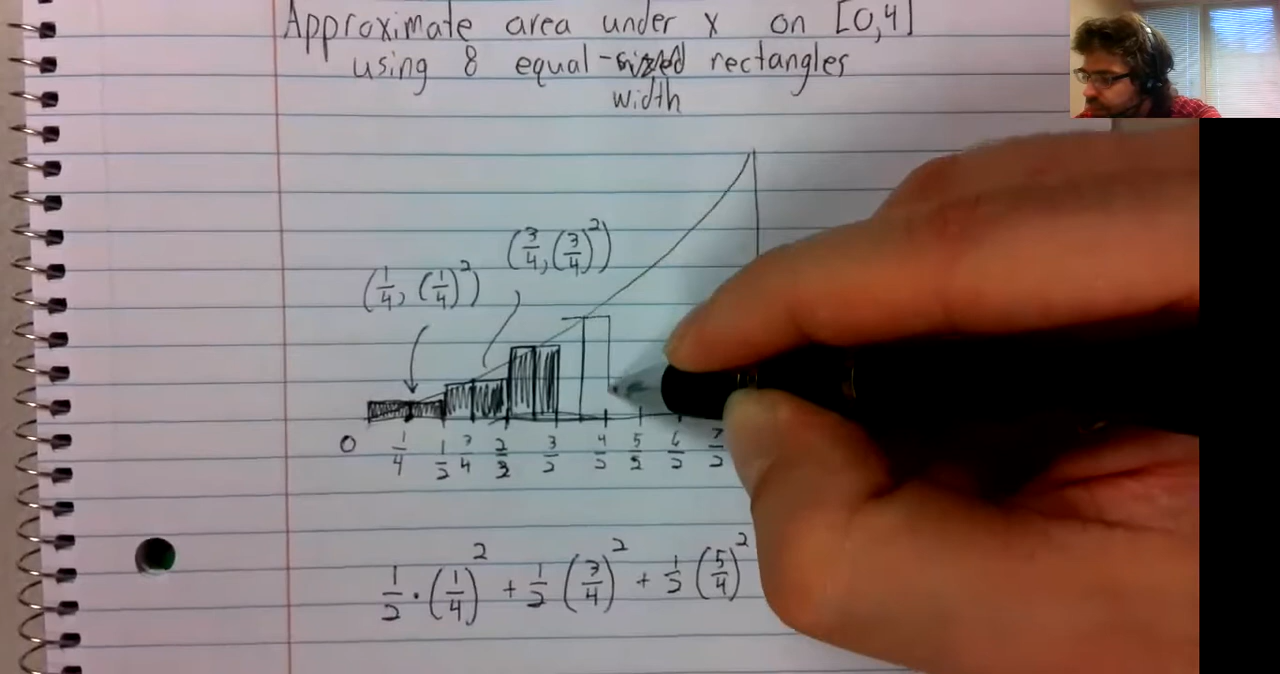 Approximate area under x on [0,4]
using 8 equal-sized rectangles
width
(3/4, (3/4)²)
(1/4, (1/4)²)
0 1/4 1/2 3/4 2/2 3/2 4/2 5/2 6/2 7/2
1/2 · (1/4)² + 1/2 (3/4)² + 1/2 (5/4)²